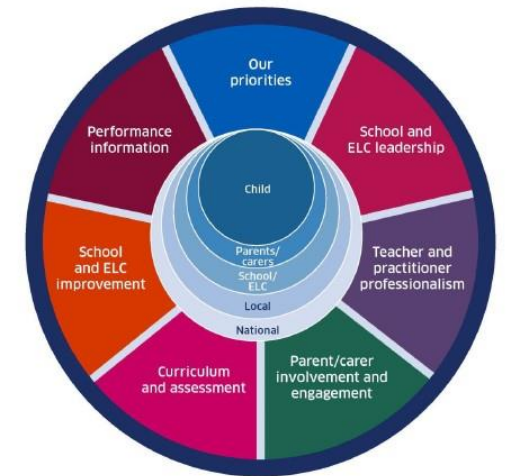 Our
priorities
School and
ELC leadership
Teacher and
practitioner
professionalism
Parent/carer
involvement and
engagement
Curriculum
and assessment
School
and ELC
improvement
Performance
information
Child
Parents/
carers
School/
ELC
Local
National